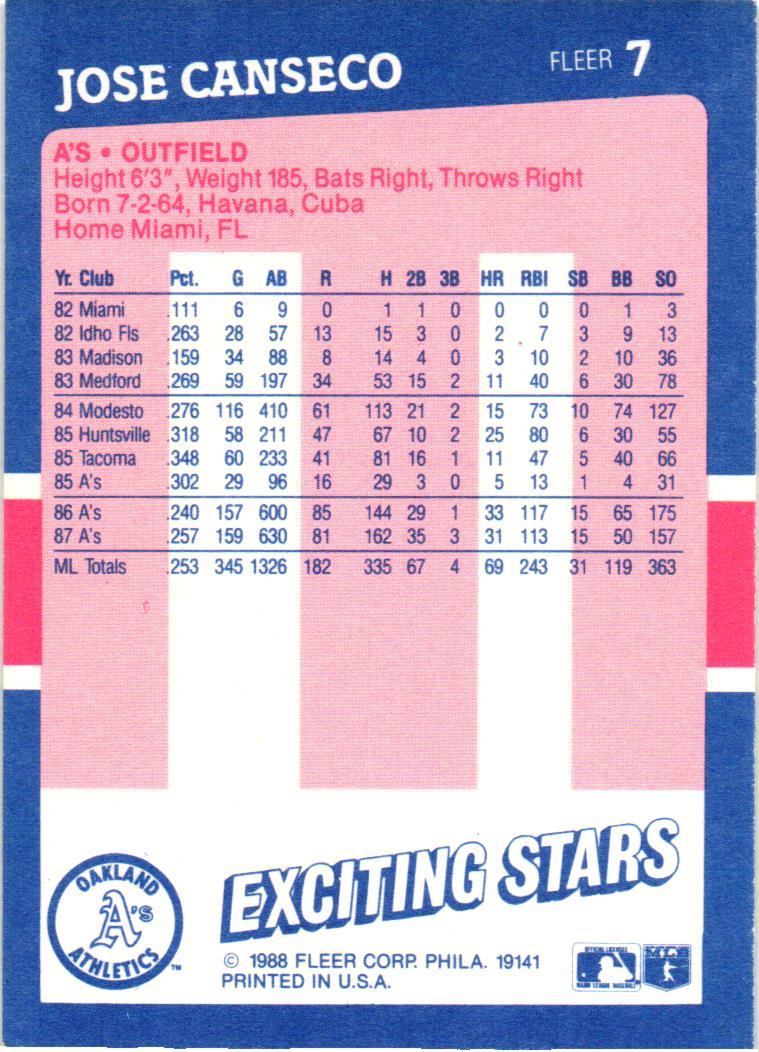 JOSE CANSECO FLEER 7
A'S • OUTFIELD
Height 6'3", Weight 185, Bats Right, Throws Right
Born 7-2-64, Havana, Cuba
Home Miami, FL
Yr. Club Pct. G AB R H 2B 3B HR RBI SB BB SO
82 Miami .111 6 9 0 1 1 0 0 0 0 1 3
82 Idho Fls .263 28 57 13 15 3 0 2 7 3 9 13
83 Madison .159 34 88 8 14 4 0 3 10 2 10 36
83 Medford .269 59 197 34 53 15 2 11 40 6 30 78
84 Modesto .276 116 410 61 113 21 2 15 73 10 74 127
85 Huntsville .318 58 211 47 67 10 2 25 80 6 30 55
85 Tacoma .348 60 233 41 81 16 1 11 47 5 40 66
85 A's .302 29 96 16 29 3 0 5 13 1 4 31
86 A's .240 157 600 85 144 29 1 33 117 15 65 175
87 A's .257 159 630 81 162 35 3 31 113 15 50 157
ML Totals .253 345 1326 182 335 67 4 69 243 31 119 363
EXCITING STARS
OAKLAND
A's
ATHLETICS™
© 1988 FLEER CORP. PHILA. 19141
PRINTED IN U.S.A.
OFFICIAL LICENSEE
MAJOR LEAGUE BASEBALL
MLB